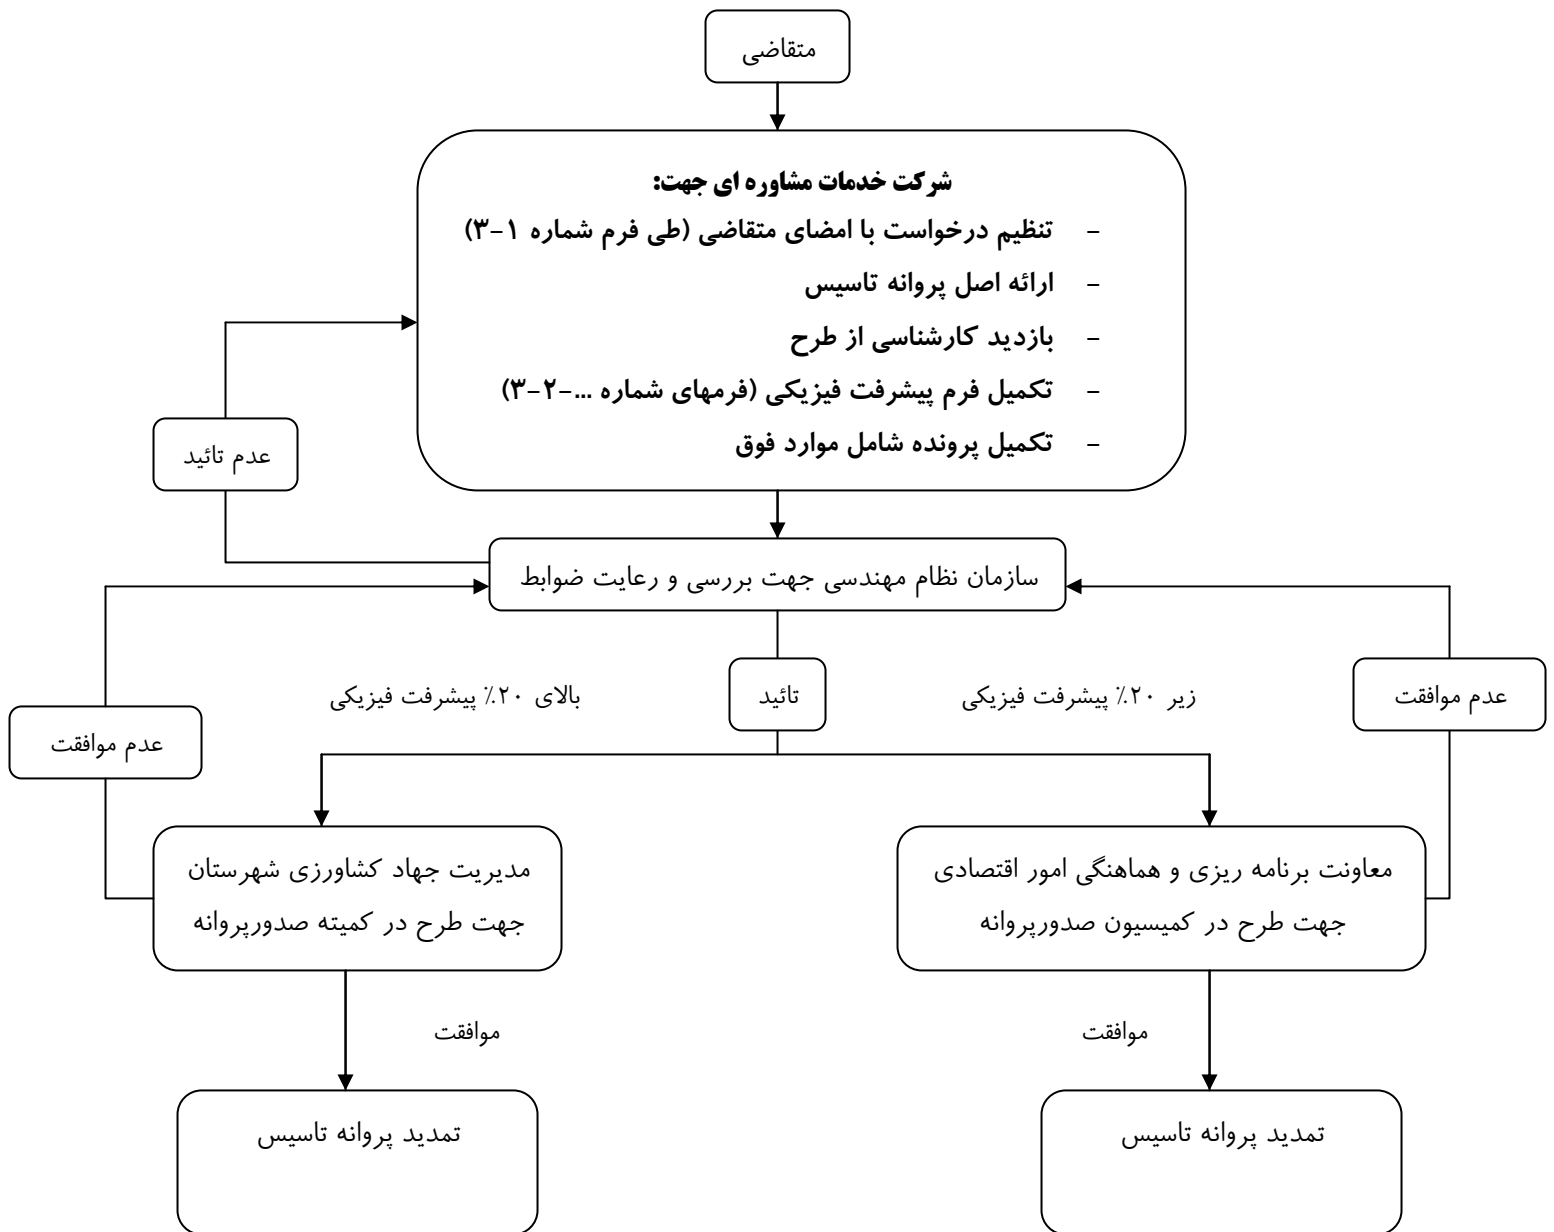 متقاضی
شرکت خدمات مشاوره ای جهت:
- تنظیم درخواست با امضای متقاضی (طی فرم شماره ۱-۳)
- ارائه اصل پروانه تاسیس
- بازدید کارشناسی از طرح
- تکمیل فرم پیشرفت فیزیکی (فرمهای شماره ...-۲-۳)
- تکمیل پرونده شامل موارد فوق
عدم تائید
سازمان نظام مهندسی جهت بررسی و رعایت ضوابط
عدم موافقت
زیر ۲۰٪ پیشرفت فیزیکی
تائید
بالای ۲۰٪ پیشرفت فیزیکی
عدم موافقت
معاونت برنامه ریزی و هماهنگی امور اقتصادی
جهت طرح در کمیسیون صدورپروانه
مدیریت جهاد کشاورزی شهرستان
جهت طرح در کمیته صدورپروانه
موافقت
موافقت
تمدید پروانه تاسیس
تمدید پروانه تاسیس